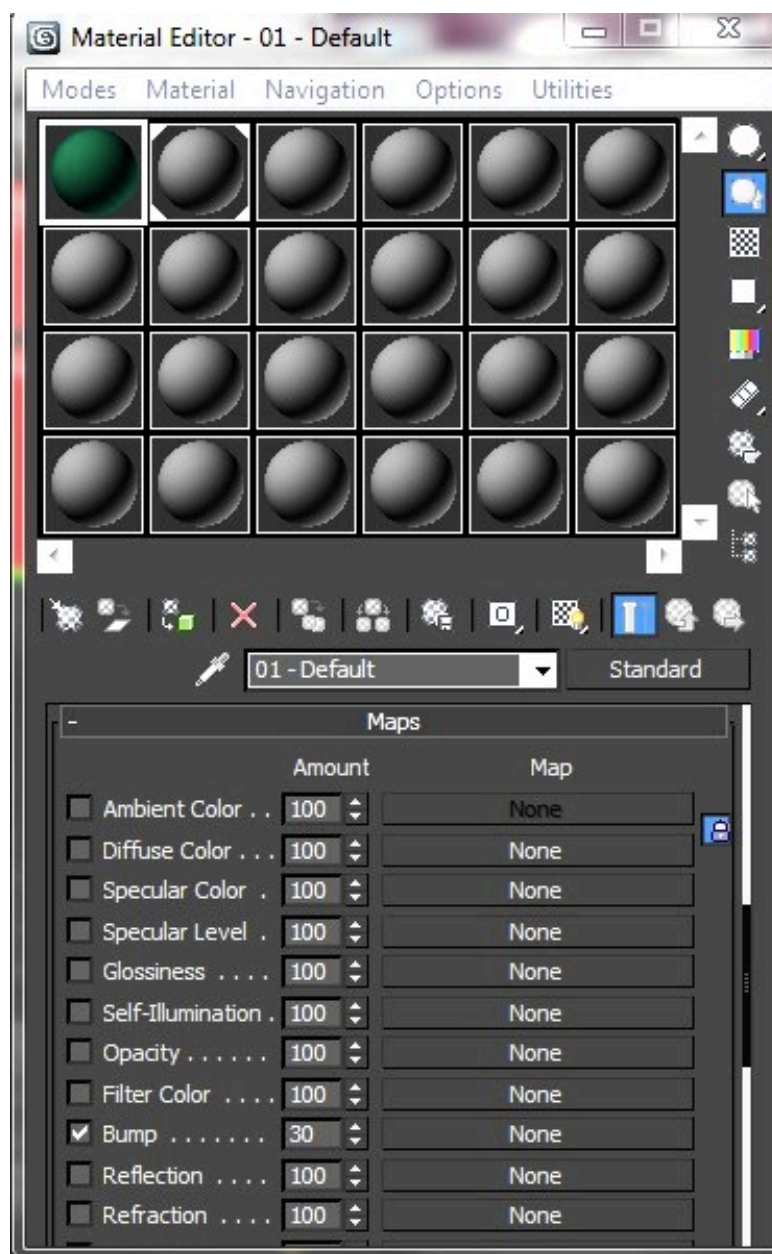 Material Editor - 01 - Default
Modes Material Navigation Options Utilities
01 - Default Standard
- Maps
Amount Map
Ambient Color . . 100 None
Diffuse Color . . . 100 None
Specular Color . 100 None
Specular Level . 100 None
Glossiness . . . . 100 None
Self-Illumination . 100 None
Opacity . . . . . . 100 None
Filter Color . . . . 100 None
Bump . . . . . . . 30 None
Reflection . . . . 100 None
Refraction . . . . 100 None